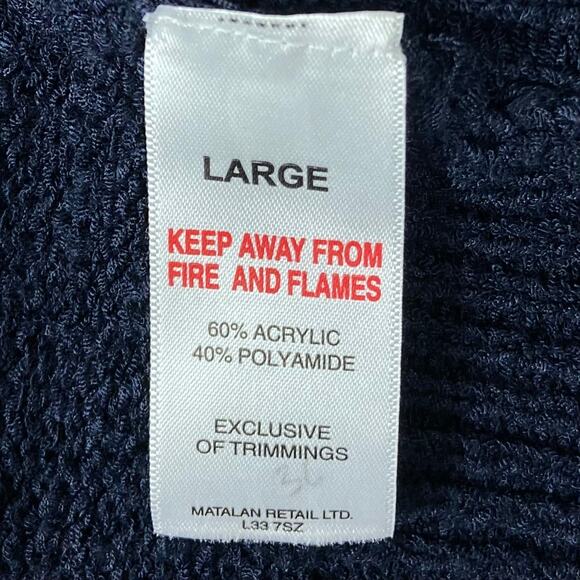 LARGE
KEEP AWAY FROM
FIRE AND FLAMES
60% ACRYLIC
40% POLYAMIDE
EXCLUSIVE
OF TRIMMINGS
MATALAN RETAIL LTD.
L33 7SZ